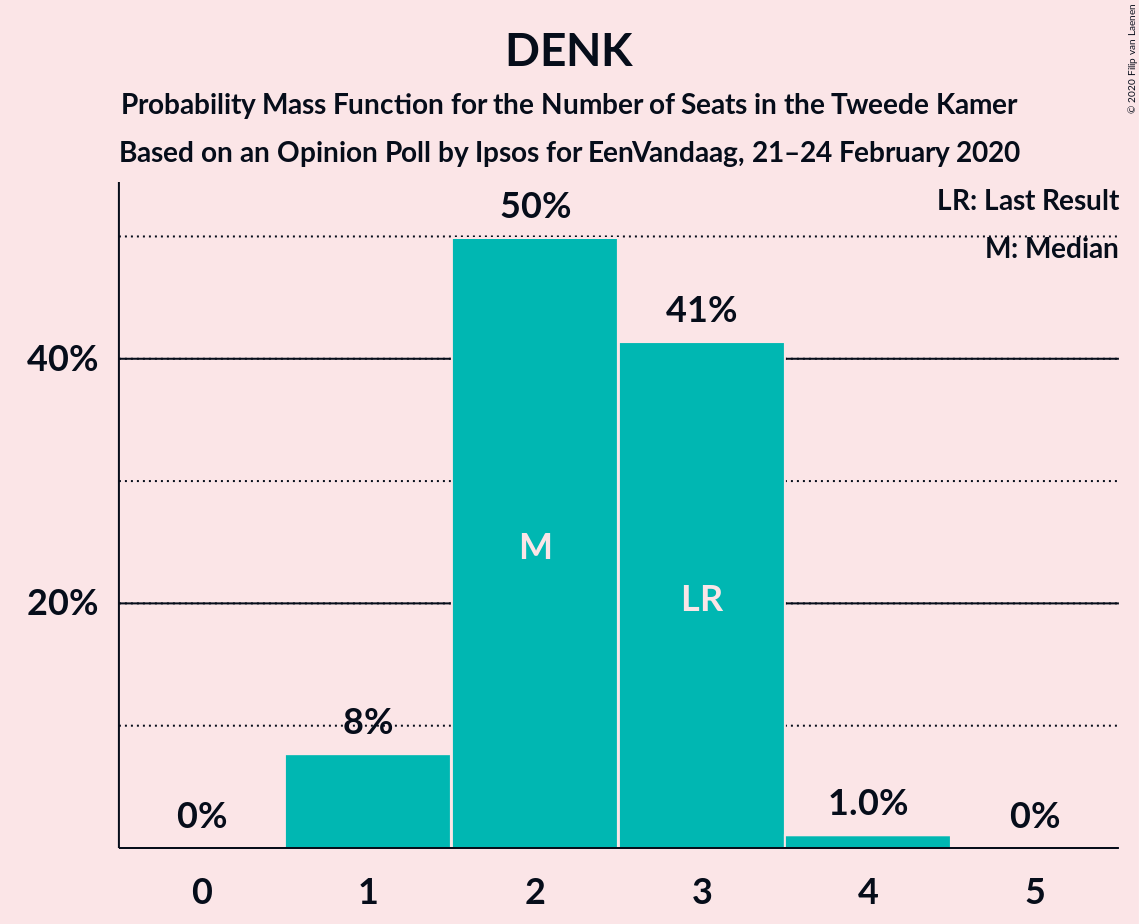 DENK
Probability Mass Function for the Number of Seats in the Tweede Kamer
Based on an Opinion Poll by Ipsos for EenVandaag, 21–24 February 2020
© 2020 Filip van Laenen
LR: Last Result
M: Median
50%
41%
40%
M
LR
20%
8%
1.0%
0%
0%
0 1 2 3 4 5